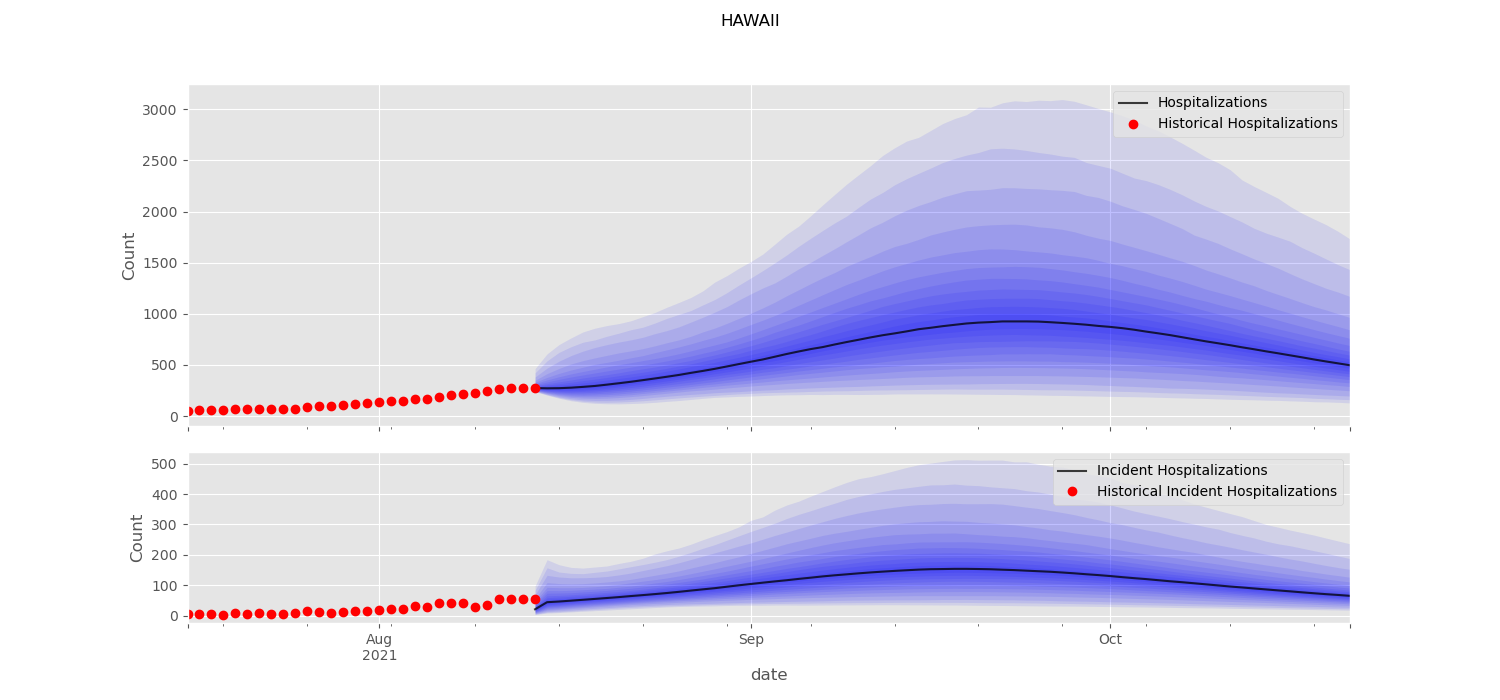 HAWAII
3000
2500
2000
1500
1000
500
0
Count
Hospitalizations
Historical Hospitalizations
500
400
300
200
100
0
Count
Incident Hospitalizations
Historical Incident Hospitalizations
Aug
2021
Sep
Oct
date